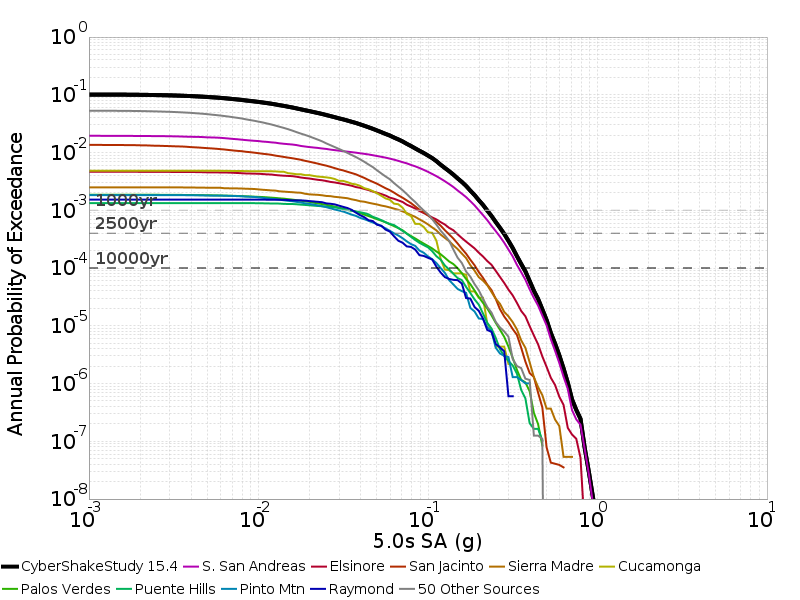 10^0
10^-1
10^-2
10^-3
10^-4
10^-5
10^-6
10^-7
10^-8
Annual Probability of Exceedance
1000yr
2500yr
10000yr
10^-3 10^-2 10^-1 10^0 10^1
5.0s SA (g)
CyberShakeStudy 15.4 S. San Andreas Elsinore San Jacinto Sierra Madre Cucamonga
Palos Verdes Puente Hills Pinto Mtn Raymond 50 Other Sources